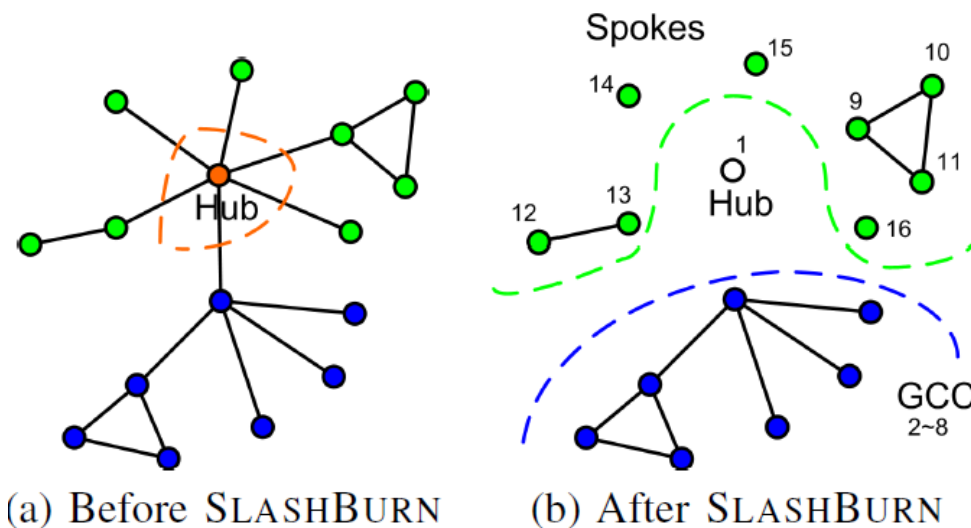 Hub
Spokes
15
14
10
9
1
11
Hub
13
12
16
GCC
2~8
(a) Before SLASHBURN
(b) After SLASHBURN